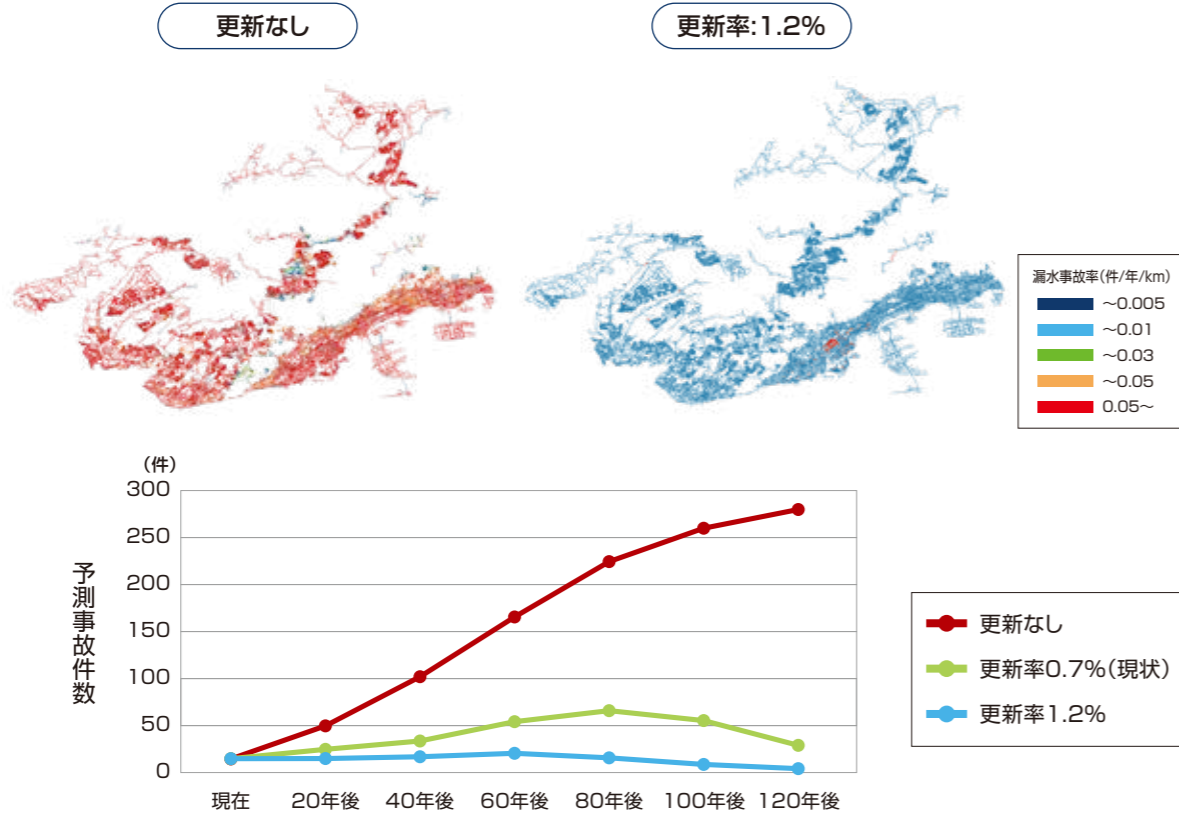 更新なし
更新率:1.2%
漏水事故率(件/年/km)
～0.005
～0.01
～0.03
～0.05
0.05～
（件）
300
250
200
150
100
50
0
予測事故件数
現在
20年後
40年後
60年後
80年後
100年後
120年後
更新なし
更新率0.7%(現状)
更新率1.2%